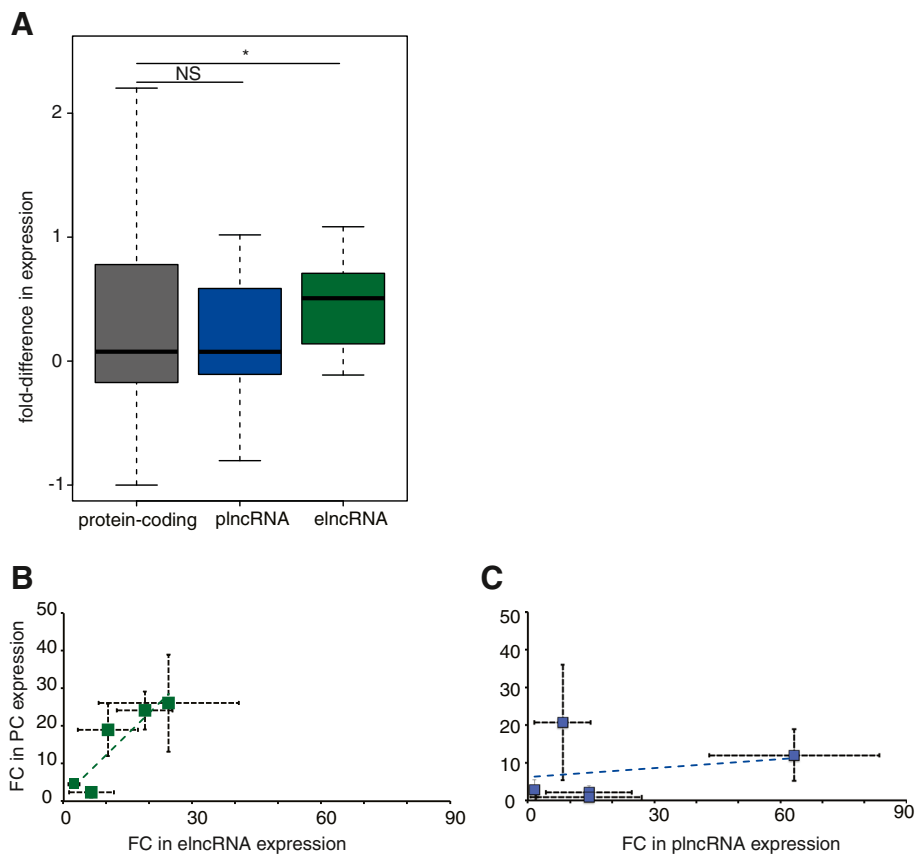 A
*
NS
2
1
0
-1
fold-difference in expression
protein-coding plncRNA elncRNA
B
50
40
30
20
10
0
FC in PC expression
0 30 60 90
FC in elncRNA expression
C
50
40
30
20
10
0
0 30 60 90
FC in plncRNA expression